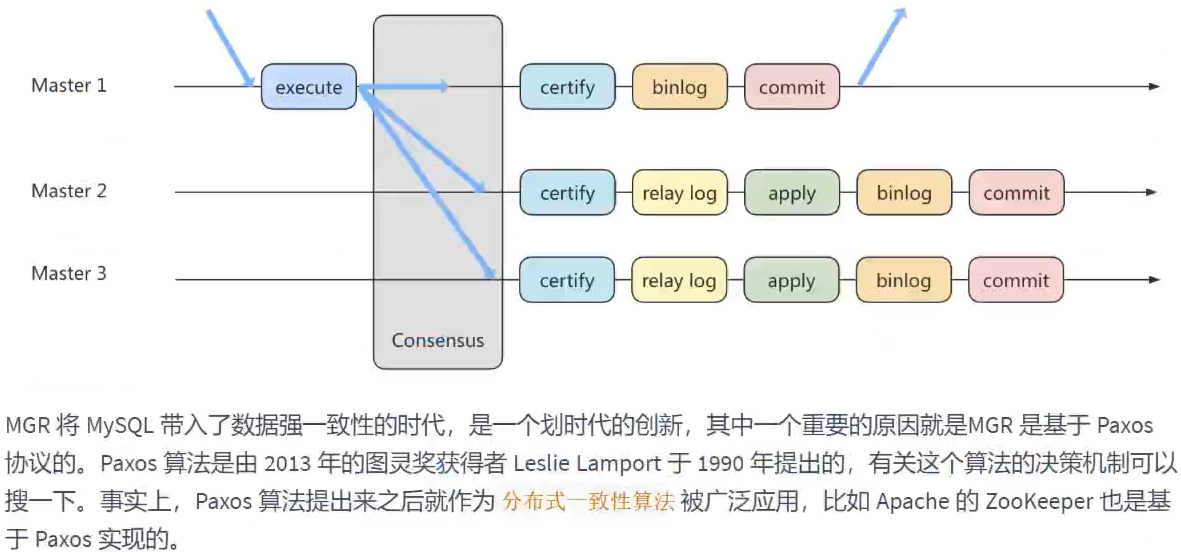 Master 1 execute certify binlog commit
Master 2 certify relay log apply binlog commit
Master 3 certify relay log apply binlog commit
Consensus
MGR 将 MySQL 带入了数据强一致性的时代，是一个划时代的创新，其中一个重要的原因就是MGR 是基于 Paxos
协议的。Paxos 算法是由 2013 年的图灵奖获得者 Leslie Lamport 于 1990 年提出的，有关这个算法的决策机制可以
搜一下。事实上，Paxos 算法提出来之后就作为 分布式一致性算法 被广泛应用，比如 Apache 的 ZooKeeper 也是基
于 Paxos 实现的。